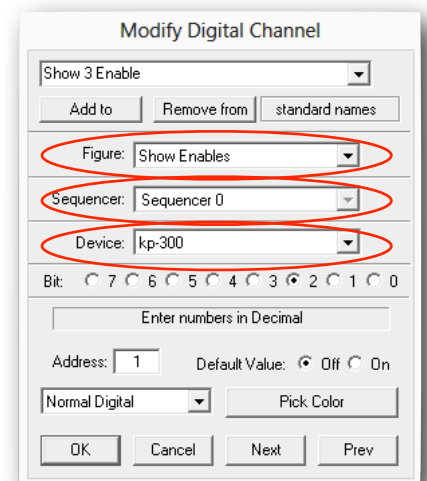 Modify Digital Channel
Show 3 Enable
Add to Remove from standard names
Figure: Show Enables
Sequencer: Sequencer 0
Device: kp-300
Bit: 7 6 5 4 3 2 1 0
Enter numbers in Decimal
Address: 1 Default Value: Off On
Normal Digital Pick Color
OK Cancel Next Prev